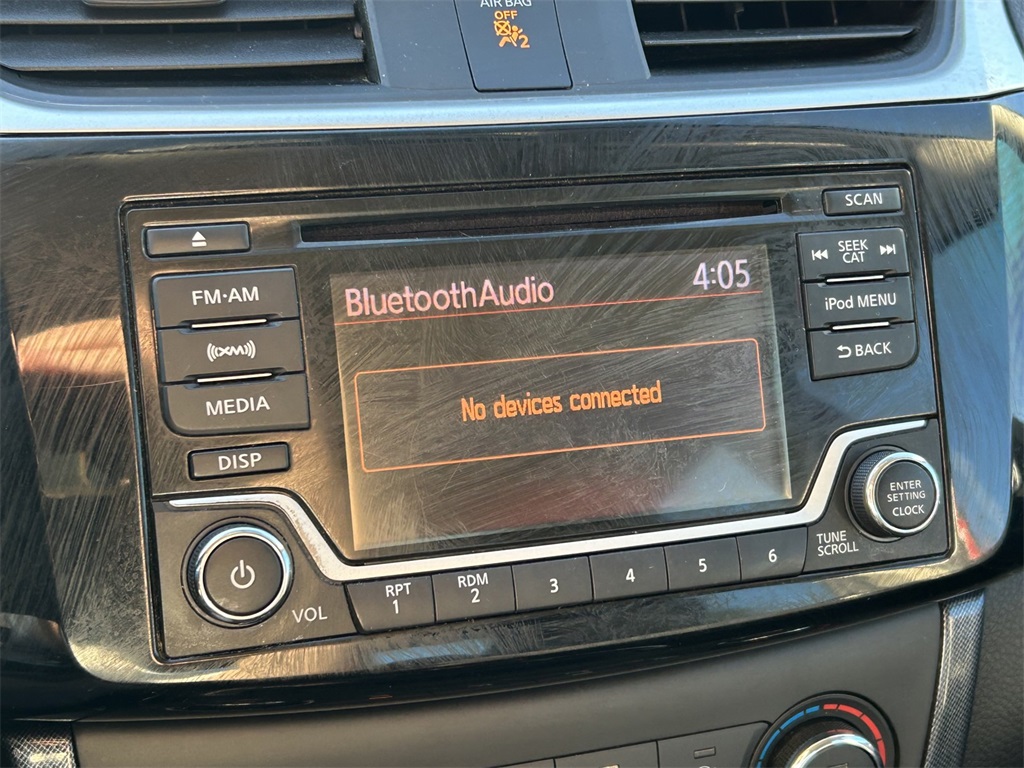 AIR BAG
OFF
2
SCAN
FM·AM
XM
MEDIA
DISP
BluetoothAudio 4:05
No devices connected
SEEK
CAT
iPod MENU
BACK
ENTER
SETTING
CLOCK
TUNE
SCROLL
VOL
RPT
1
RDM
2
3
4
5
6